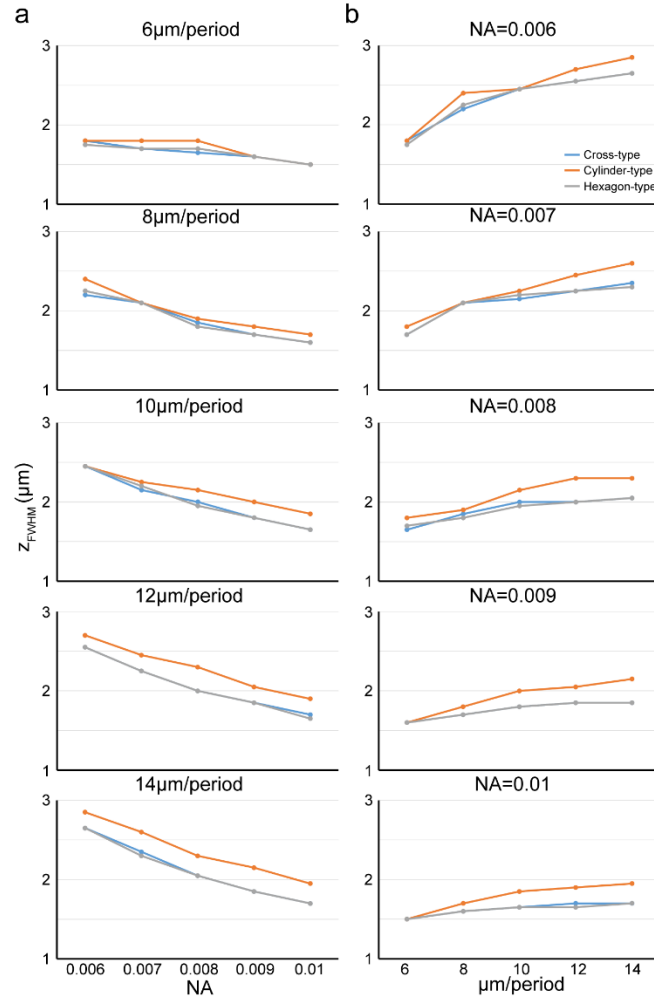 a
b
6µm/period
3
2
1
8µm/period
3
2
1
10µm/period
3
2
1
12µm/period
3
2
1
14µm/period
3
2
1
z_FWHM (µm)
0.006 0.007 0.008 0.009 0.01
NA
NA=0.006
3
2
1
Cross-type
Cylinder-type
Hexagon-type
NA=0.007
3
2
1
NA=0.008
3
2
1
NA=0.009
3
2
1
NA=0.01
3
2
1
6 8 10 12 14
µm/period